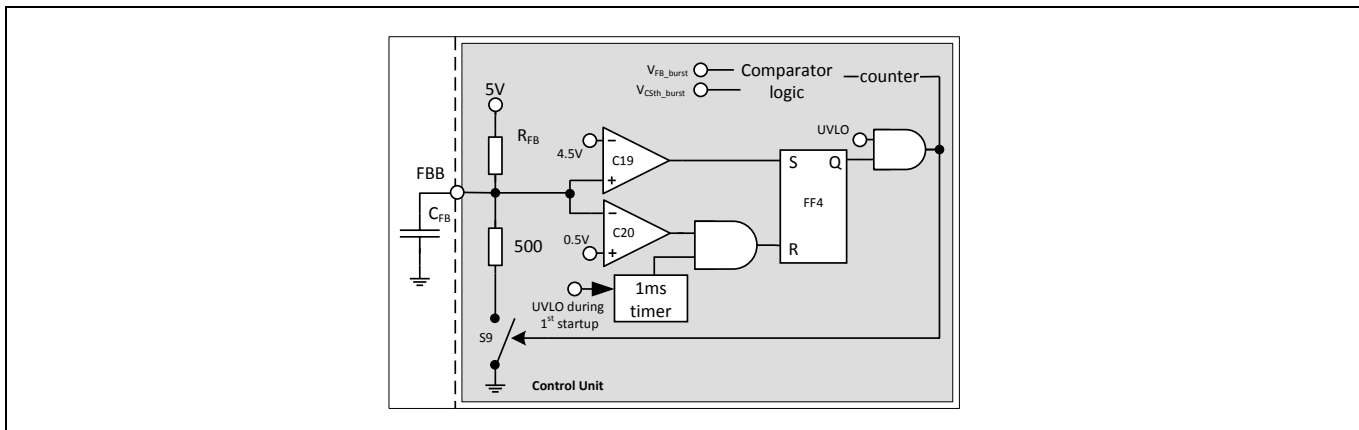 V_FB_burst
Comparator
logic
counter
V_CSth_burst
5V
R_FB
UVLO
4.5V
−
C19
+
S
Q
FBB
FF4
C_FB
−
C20
500
0.5V
+
R
1ms
timer
UVLO during
1st startup
S9
Control Unit